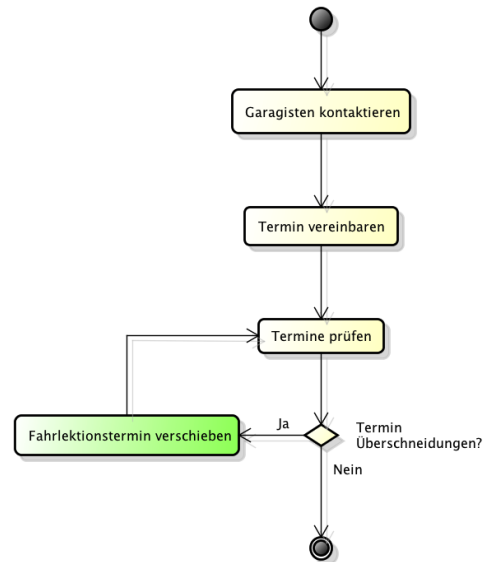 Garagisten kontaktieren
Termin vereinbaren
Termine prüfen
Fahrlektionstermin verschieben
Ja
Termin
Überschneidungen?
Nein